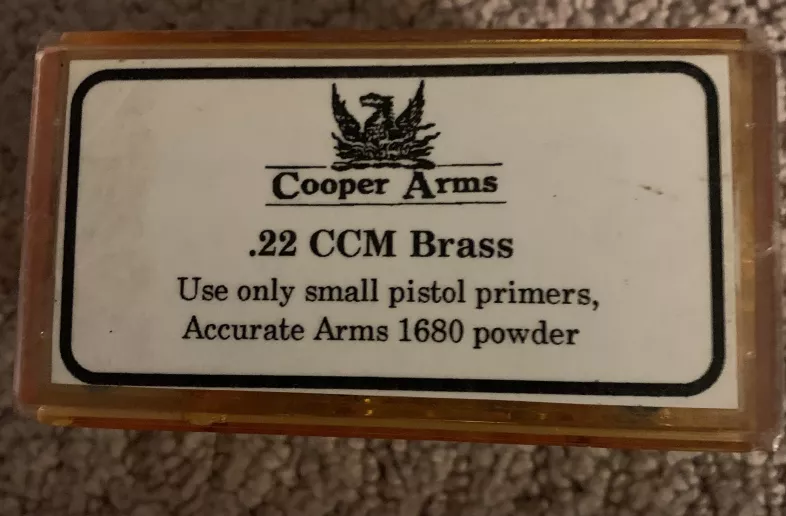 Cooper Arms
.22 CCM Brass
Use only small pistol primers,
Accurate Arms 1680 powder